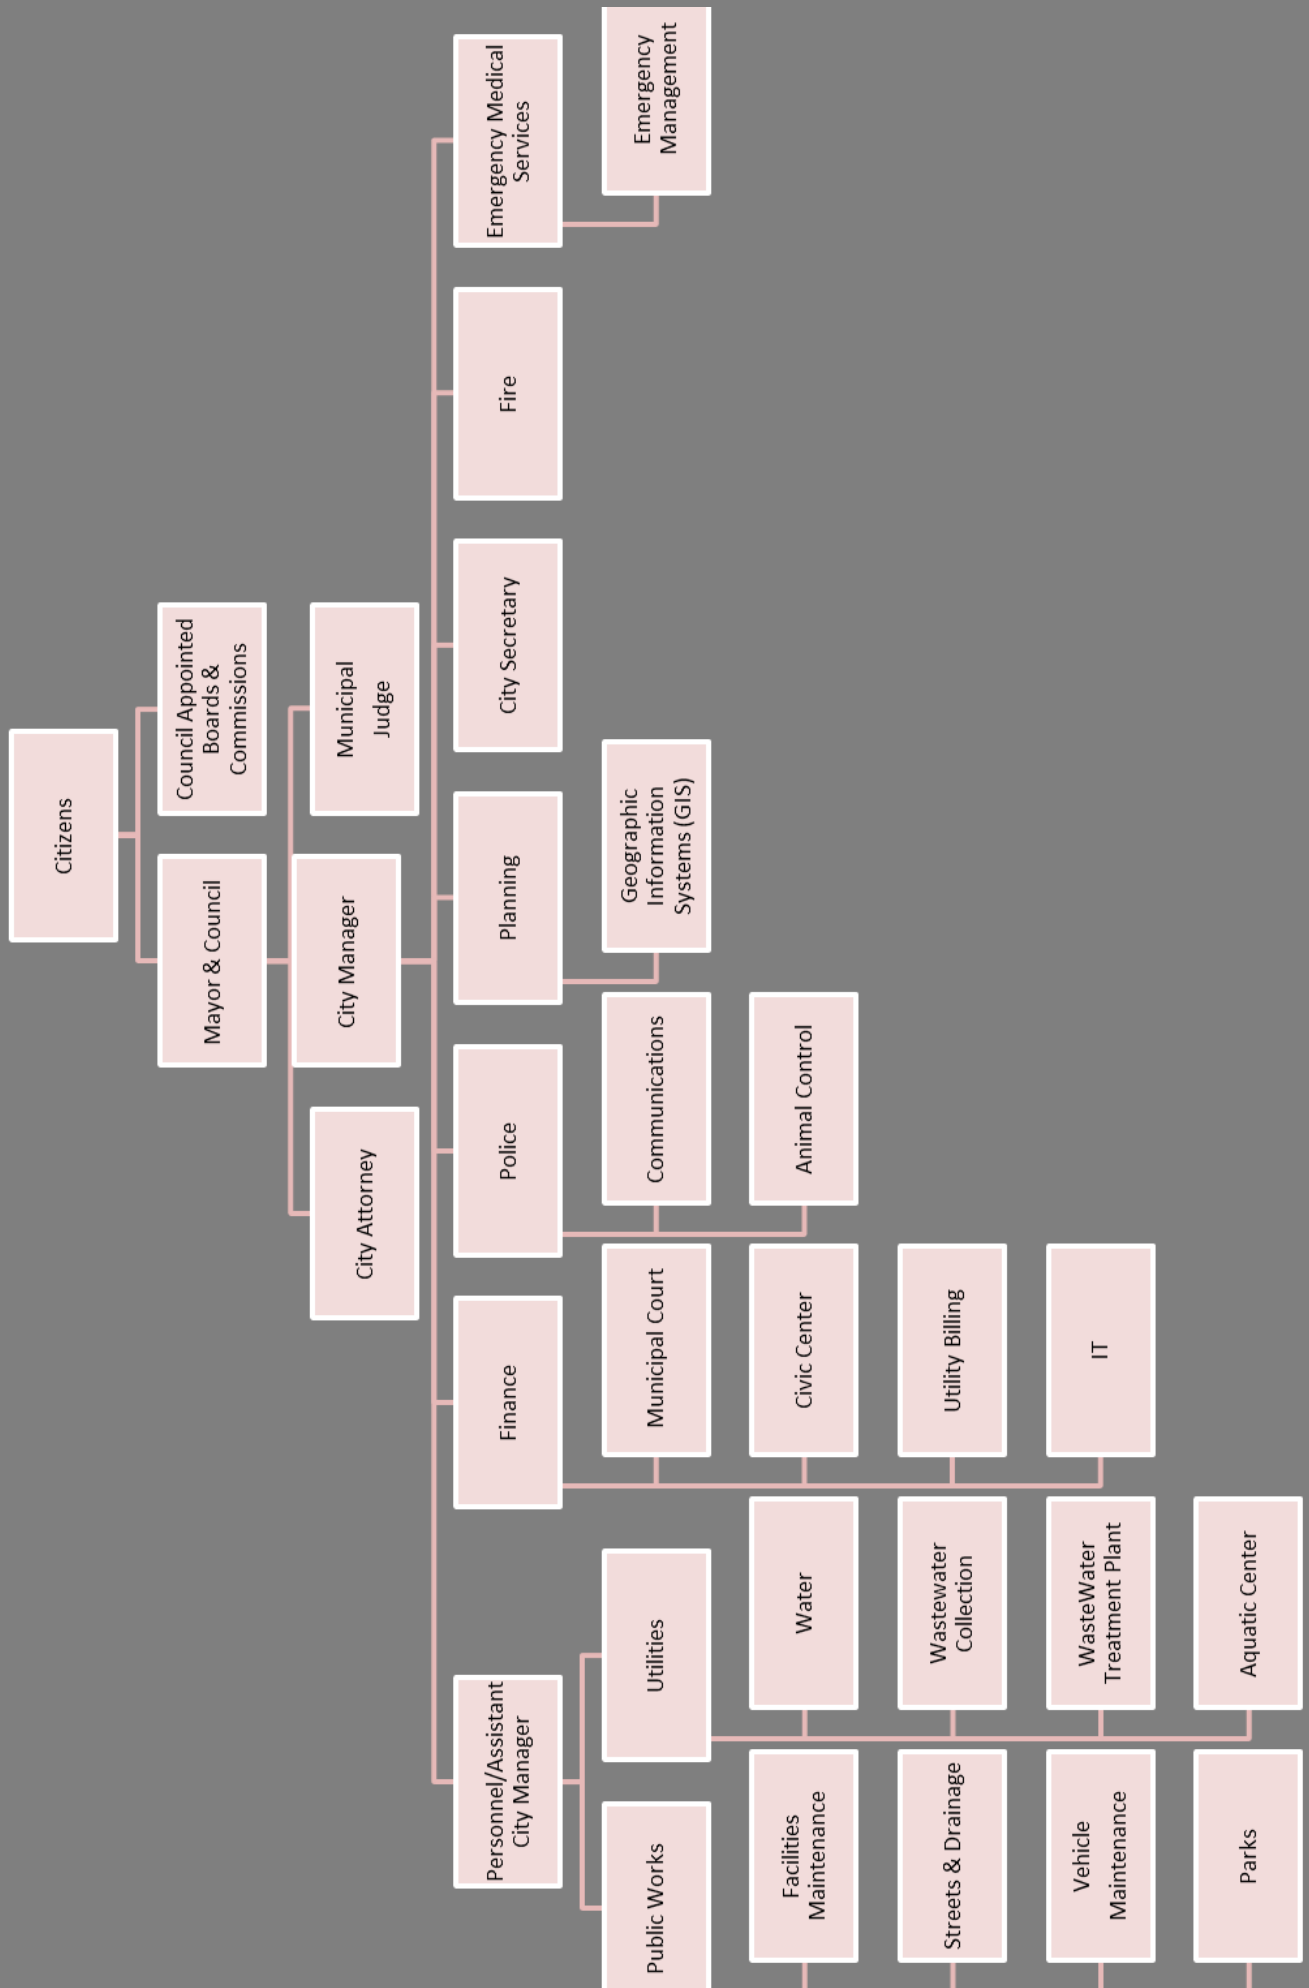 Citizens
Mayor & Council
Council Appointed
Boards &
Commissions
City Attorney
City Manager
Municipal
Judge
Personnel/Assistant
City Manager
Finance
Police
Planning
City Secretary
Fire
Emergency Medical
Services
Public Works
Utilities
Municipal Court
Communications
Geographic
Information
Systems (GIS)
Emergency
Management
Facilities
Maintenance
Water
Civic Center
Animal Control
Streets & Drainage
Wastewater
Collection
Utility Billing
Vehicle
Maintenance
WasteWater
Treatment Plant
IT
Parks
Aquatic Center